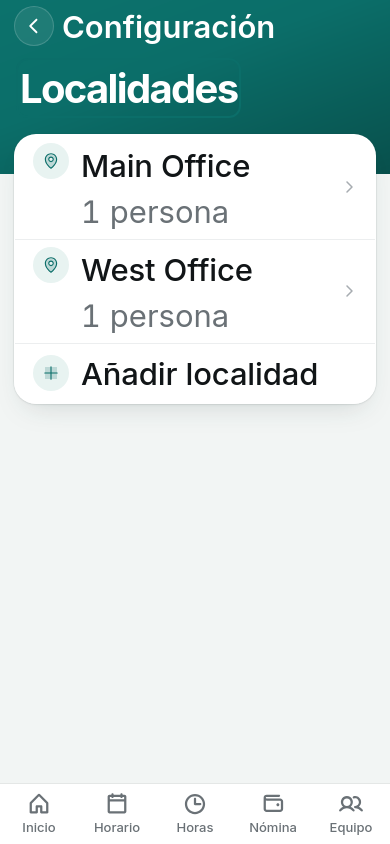 Configuración
Localidades
Main Office
1 persona
West Office
1 persona
Añadir localidad
Inicio
Horario
Horas
Nómina
Equipo